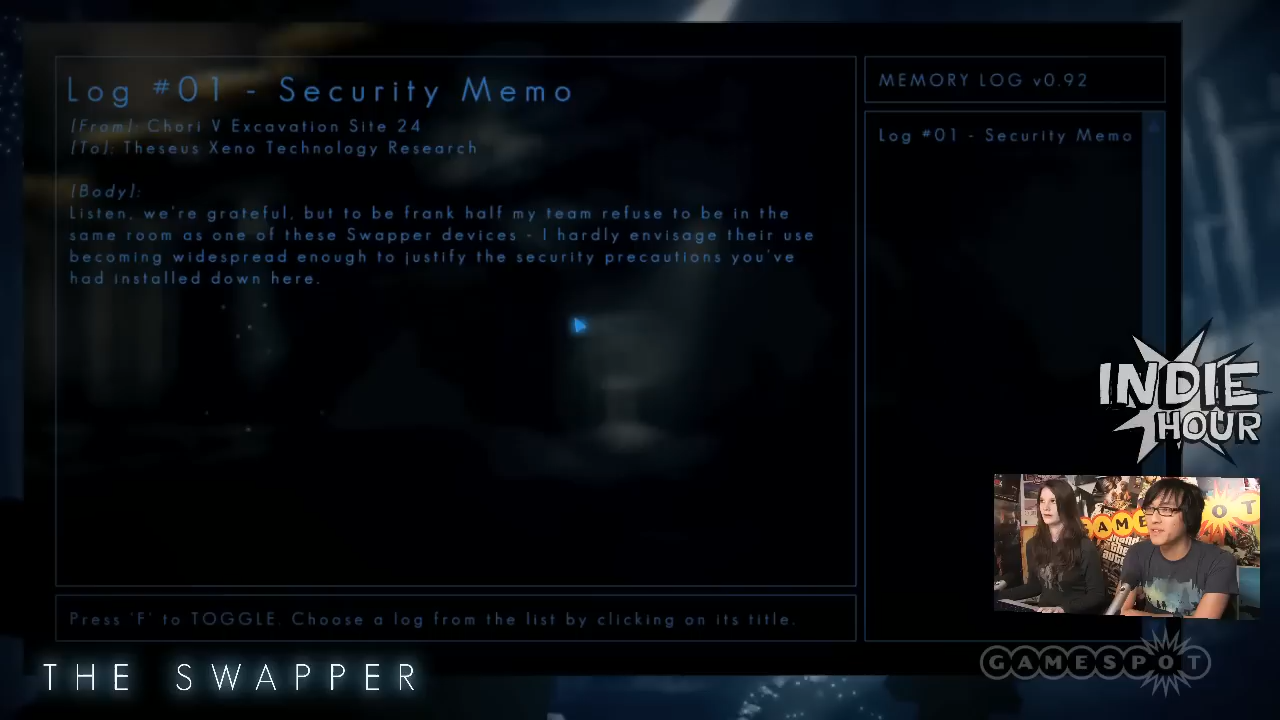 Log #01 - Security Memo
[From]: Chori V Excavation Site 24
[To]: Theseus Xeno Technology Research
[Body]:
Listen, we're grateful, but to be frank half my team refuse to be in the
same room as one of these Swapper devices - I hardly envisage their use
becoming widespread enough to justify the security precautions you've
had installed down here.
Press 'F' to TOGGLE. Choose a log from the list by clicking on its title.
MEMORY LOG v0.92
Log #01 - Security Memo
INDIE
HOUR
GAME
OT
THE SWAPPER
GAMESPOT